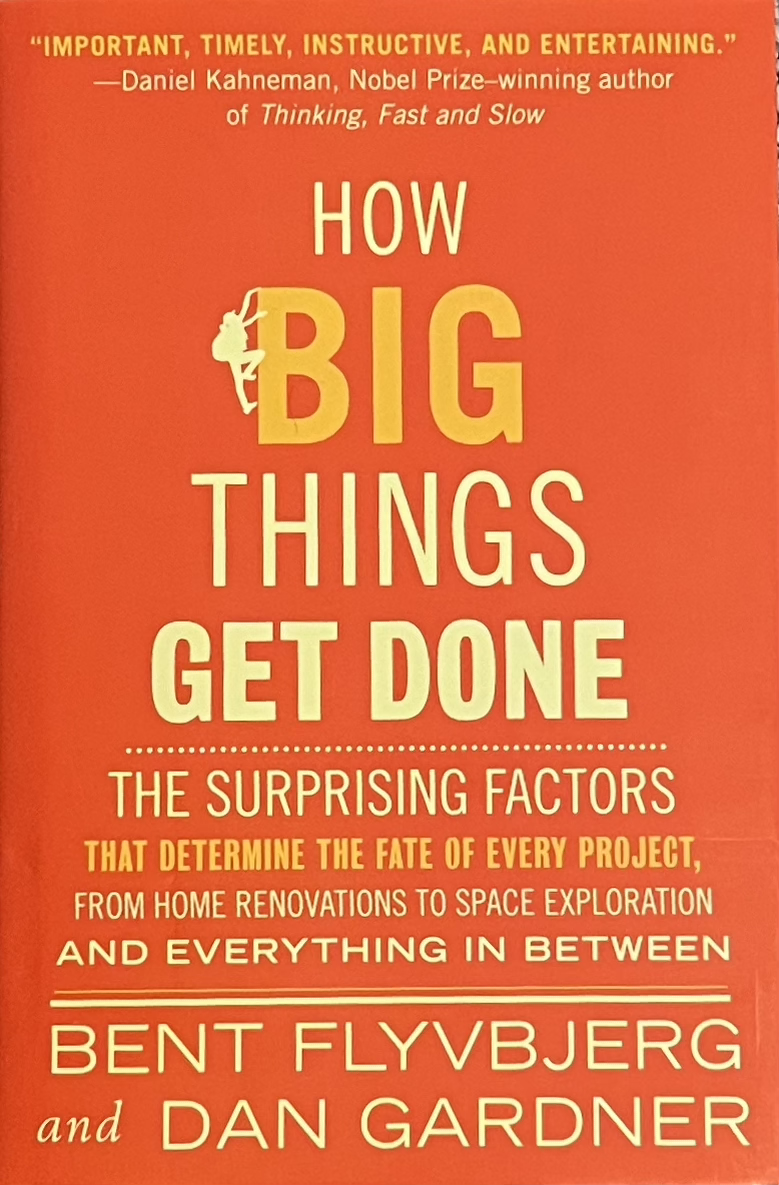 “IMPORTANT, TIMELY, INSTRUCTIVE, AND ENTERTAINING.”
—Daniel Kahneman, Nobel Prize–winning author
of Thinking, Fast and Slow
HOW
BIG
THINGS
GET DONE
THE SURPRISING FACTORS
THAT DETERMINE THE FATE OF EVERY PROJECT,
FROM HOME RENOVATIONS TO SPACE EXPLORATION
AND EVERYTHING IN BETWEEN
BENT FLYVBJERG
and DAN GARDNER